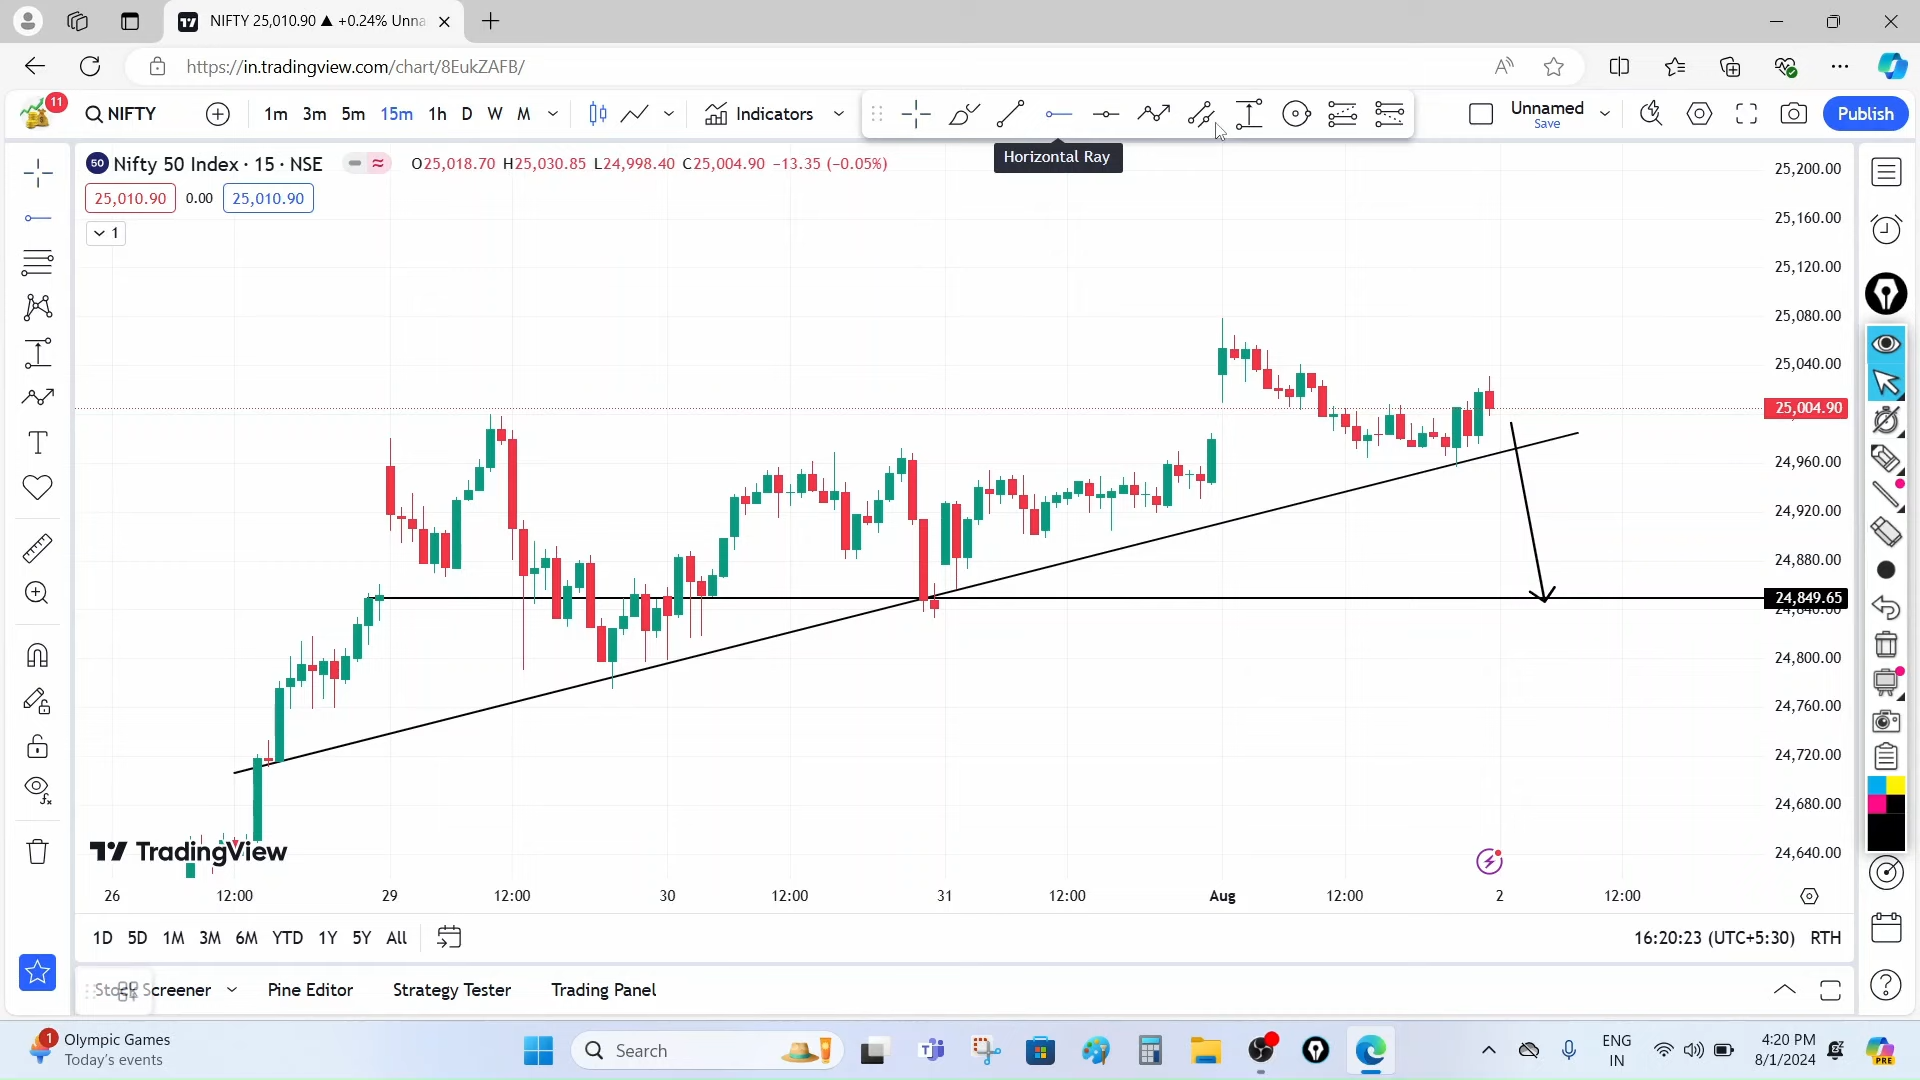 NIFTY 25,010.90 ▲ +0.24% Unna
https://in.tradingview.com/chart/8EukZAFB/
11
NIFTY
1m 3m 5m 15m 1h D W M
Indicators
Unnamed
Save
Publish
Horizontal Ray
50 Nifty 50 Index · 15 · NSE
O25,018.70 H25,030.85 L24,998.40 C25,004.90 −13.35 (−0.05%)
25,010.90 0.00 25,010.90
1
25,200.00
25,160.00
25,120.00
25,080.00
25,040.00
25,004.90
24,960.00
24,920.00
24,880.00
24,849.65
24,840.00
24,800.00
24,760.00
24,720.00
24,680.00
24,640.00
TradingView
26 12:00 29 12:00 30 12:00 31 12:00 Aug 12:00 2 12:00
1D 5D 1M 3M 6M YTD 1Y 5Y All
16:20:23 (UTC+5:30) RTH
Stock Screener Pine Editor Strategy Tester Trading Panel
1
Olympic Games
Today's events
Search
ENG
IN
4:20 PM
8/1/2024
PRE